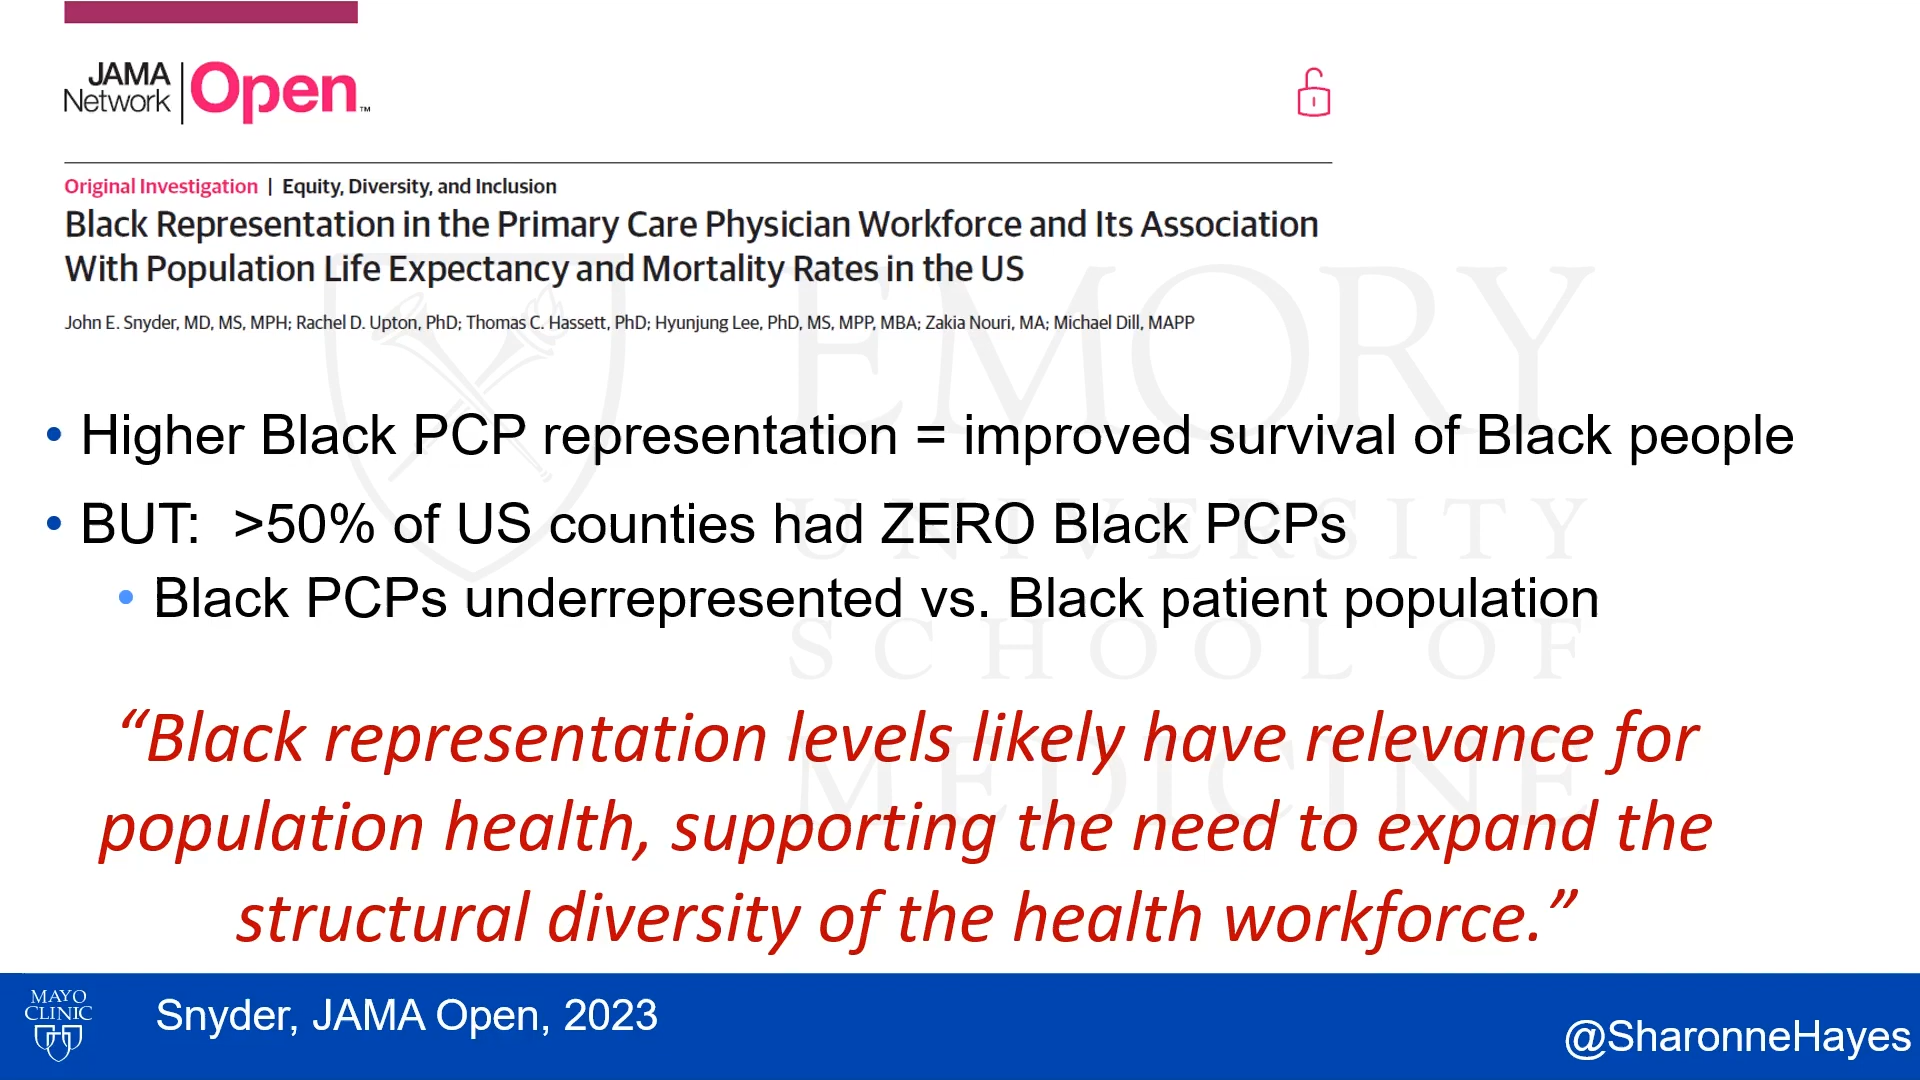 JAMA
Network
Open™
Original Investigation | Equity, Diversity, and Inclusion
Black Representation in the Primary Care Physician Workforce and Its Association
With Population Life Expectancy and Mortality Rates in the US
John E. Snyder, MD, MS, MPH; Rachel D. Upton, PhD; Thomas C. Hassett, PhD; Hyunjung Lee, PhD, MS, MPP, MBA; Zakia Nouri, MA; Michael Dill, MAPP
EMORY
UNIVERSITY
SCHOOL OF
MEDICINE
• Higher Black PCP representation = improved survival of Black people
• BUT: >50% of US counties had ZERO Black PCPs
• Black PCPs underrepresented vs. Black patient population
“Black representation levels likely have relevance for
population health, supporting the need to expand the
structural diversity of the health workforce.”
MAYO
CLINIC
Snyder, JAMA Open, 2023
@SharonneHayes